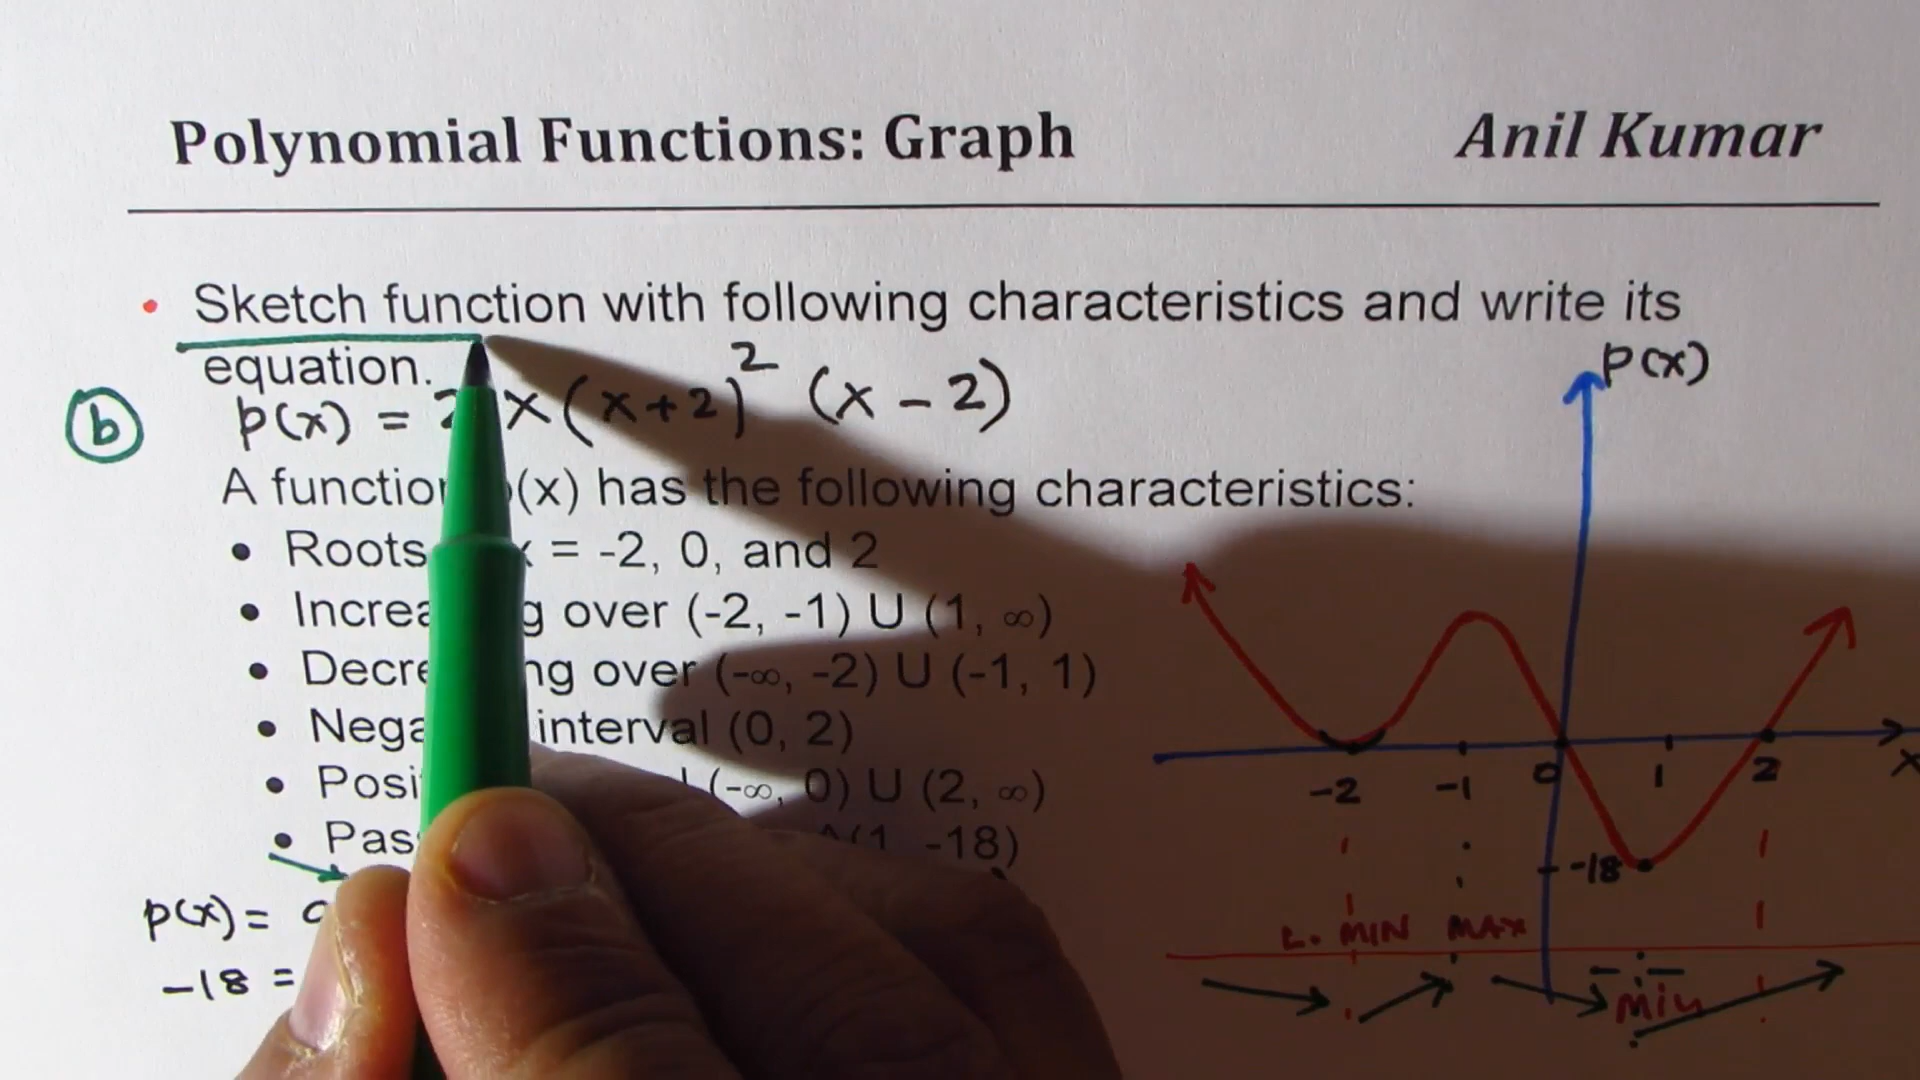 Polynomial Functions: Graph Anil Kumar
• Sketch function with following characteristics and write its
equation.
p(x)
b p(x) = 2 x (x+2)² (x - 2)
A function (x) has the following characteristics:
• Roots x = -2, 0, and 2
• Increa g over (-2, -1) U (1, ∞)
• Decre ng over (-∞, -2) U (-1, 1)
• Nega interval (0, 2)
• Posi (-∞, 0) U (2, ∞)
• Pas (1, -18)
p(x) =
-18 =
-2 -1 0 1 2 x
-18
L. MIN MAX
Min